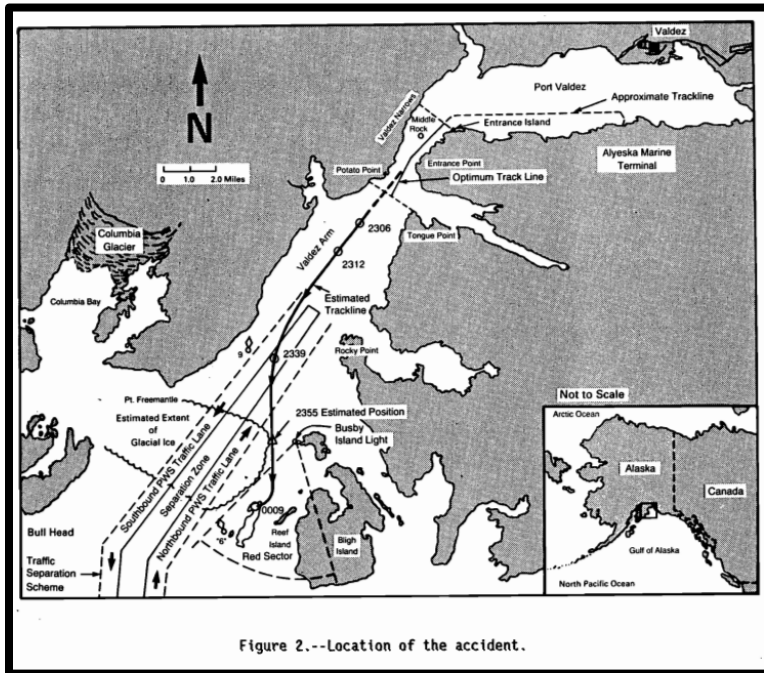 Valdez
Port Valdez
Approximate Trackline
Valdez Narrows
Middle
Rock
Entrance Island
N
Alyeska Marine
Terminal
Entrance Point
Potato Point
Optimum Track Line
0 1.0 2.0 Miles
2306
Tongue Point
Columbia
Glacier
Valdez Arm
2312
Columbia Bay
Estimated
Trackline
9
2339
Rocky Point
Pt. Freemantle
Not to Scale
Estimated Extent
of
Glacial Ice
2355 Estimated Position
Busby
Island Light
Southbound PWS Traffic Lane
Separation Zone
Northbound PWS Traffic Lane
Arctic Ocean
Alaska
Canada
0009
Bull Head
"6"
Reef
Island
Red Sector
Bligh
Island
Gulf of Alaska
Traffic
Separation
Scheme
North Pacific Ocean
Figure 2.--Location of the accident.